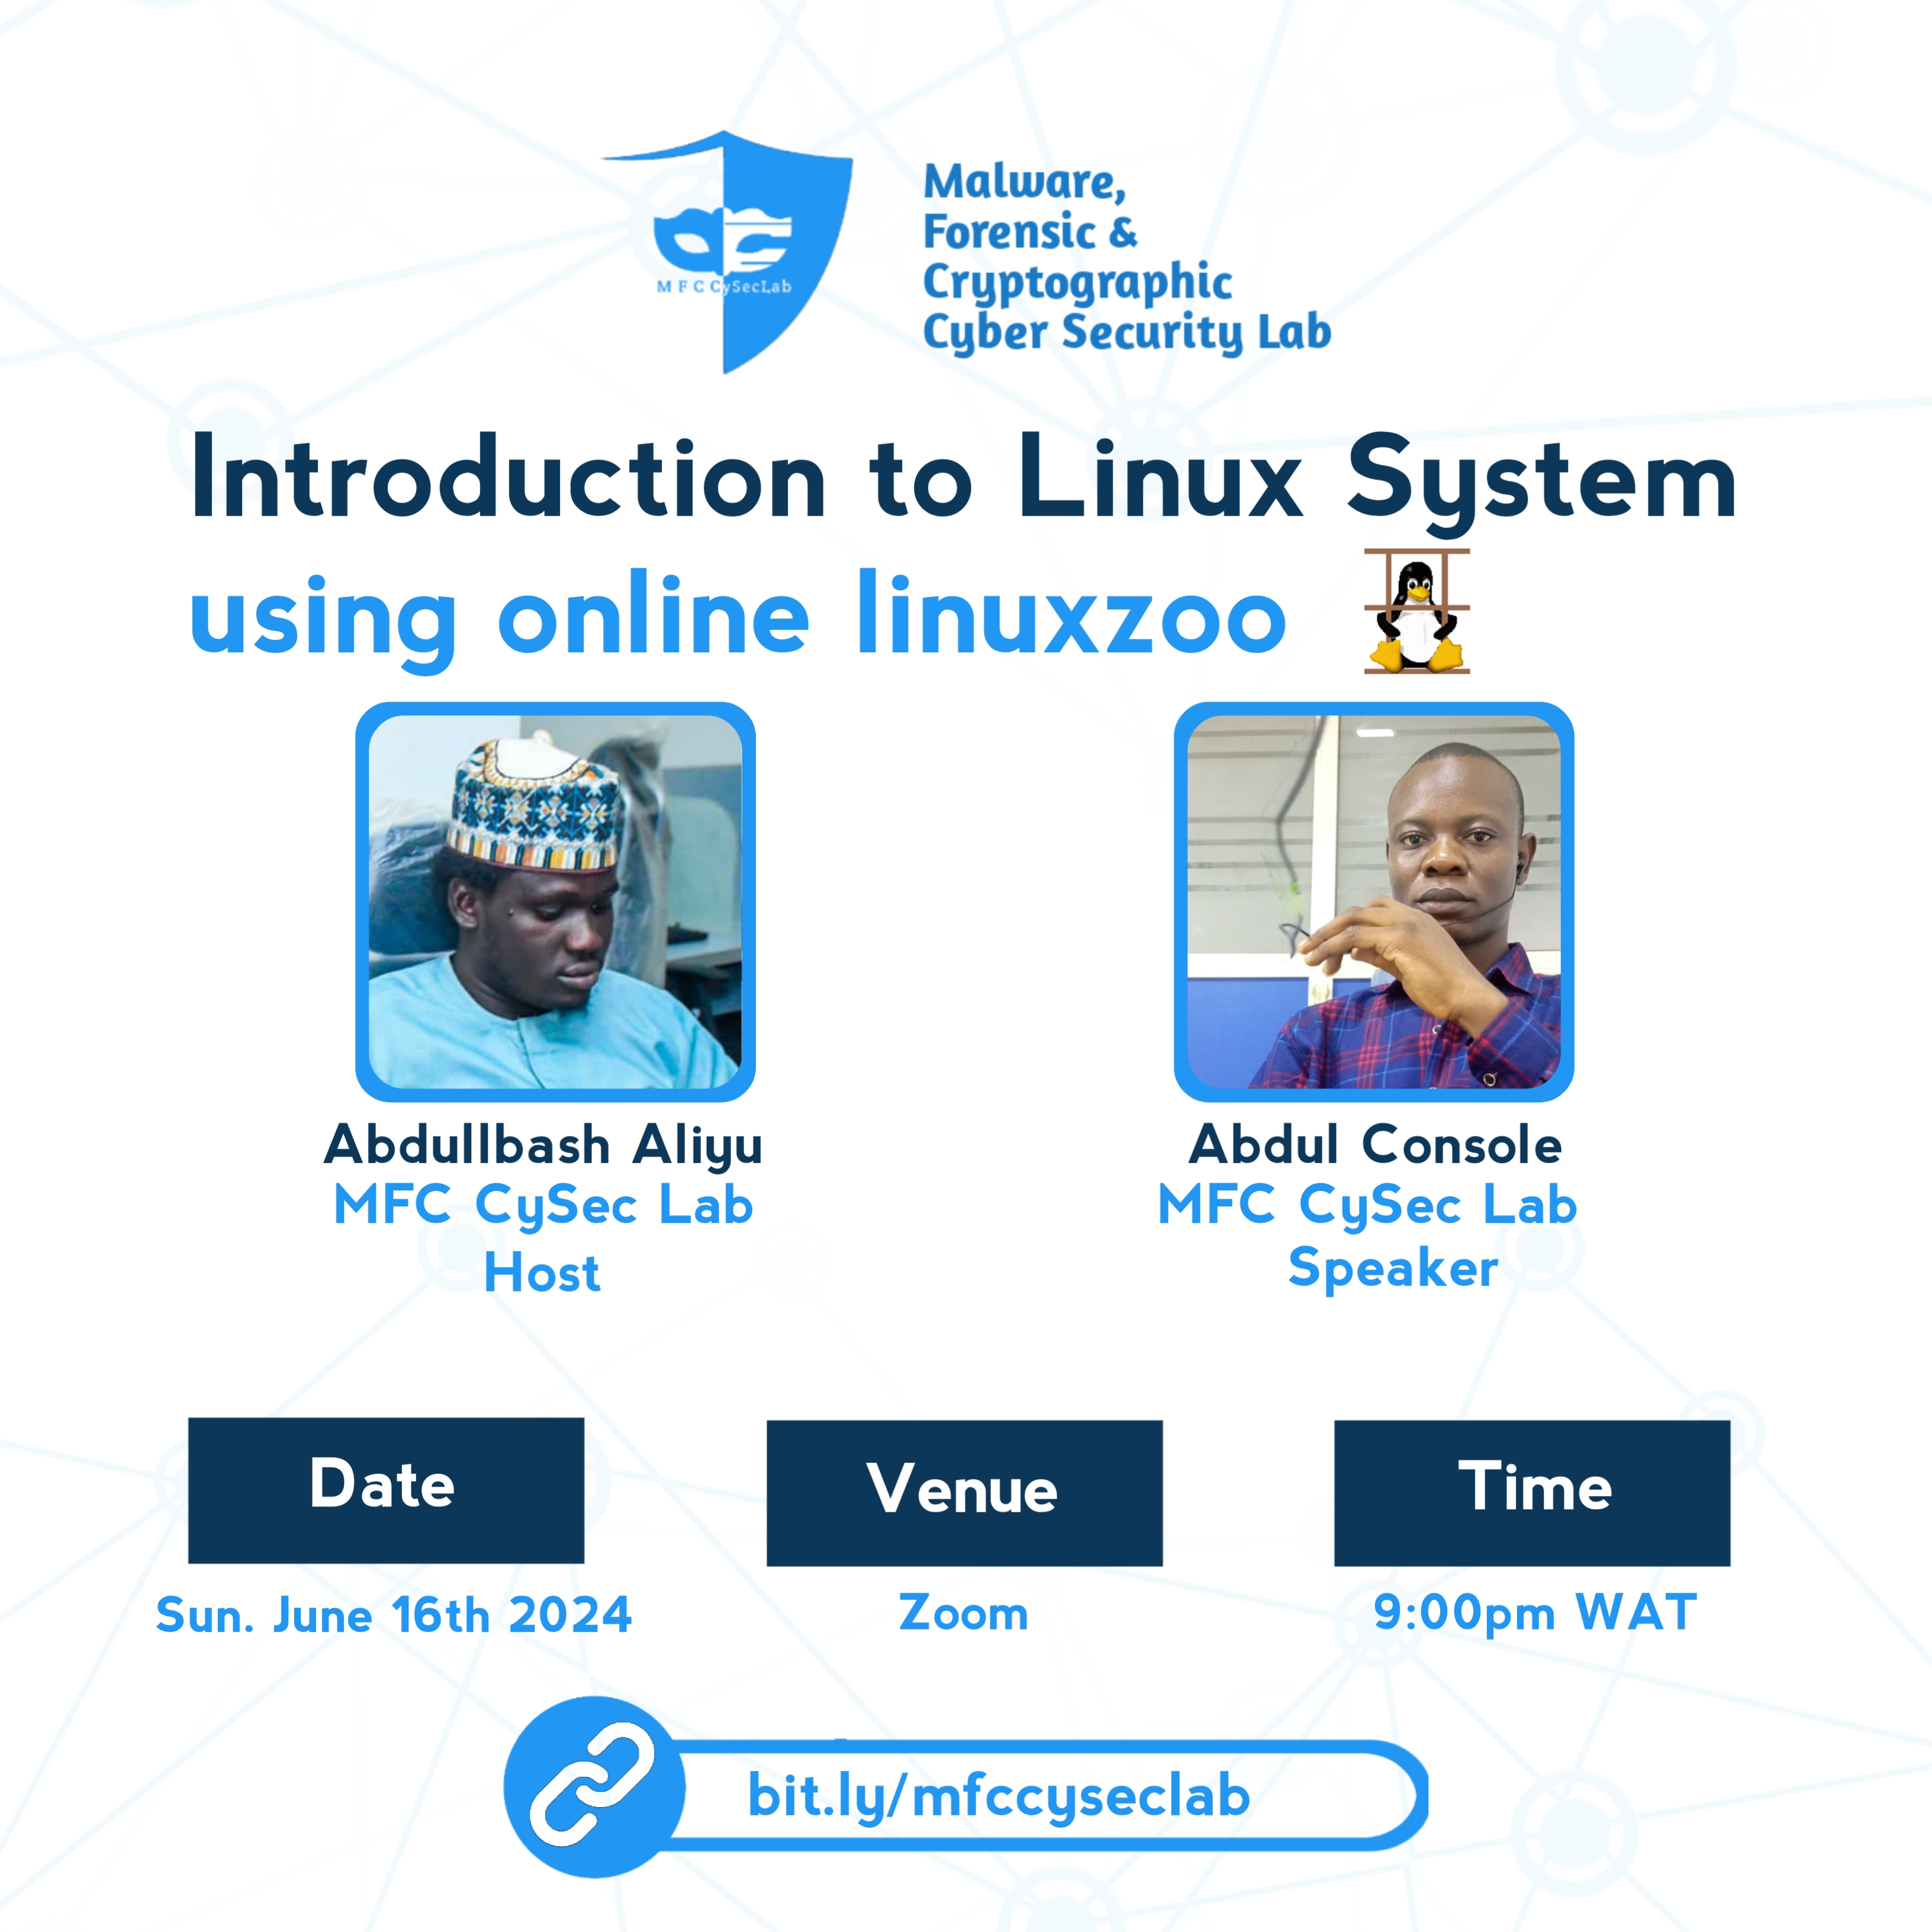 MFCCySecLab
Malware,
Forensic &
Cryptographic
Cyber Security Lab
Introduction to Linux System
using online linuxzoo
Abdullbash Aliyu
MFC CySec Lab
Host
Abdul Console
MFC CySec Lab
Speaker
Date
Sun. June 16th 2024
Venue
Zoom
Time
9:00pm WAT
bit.ly/mfccyseclab